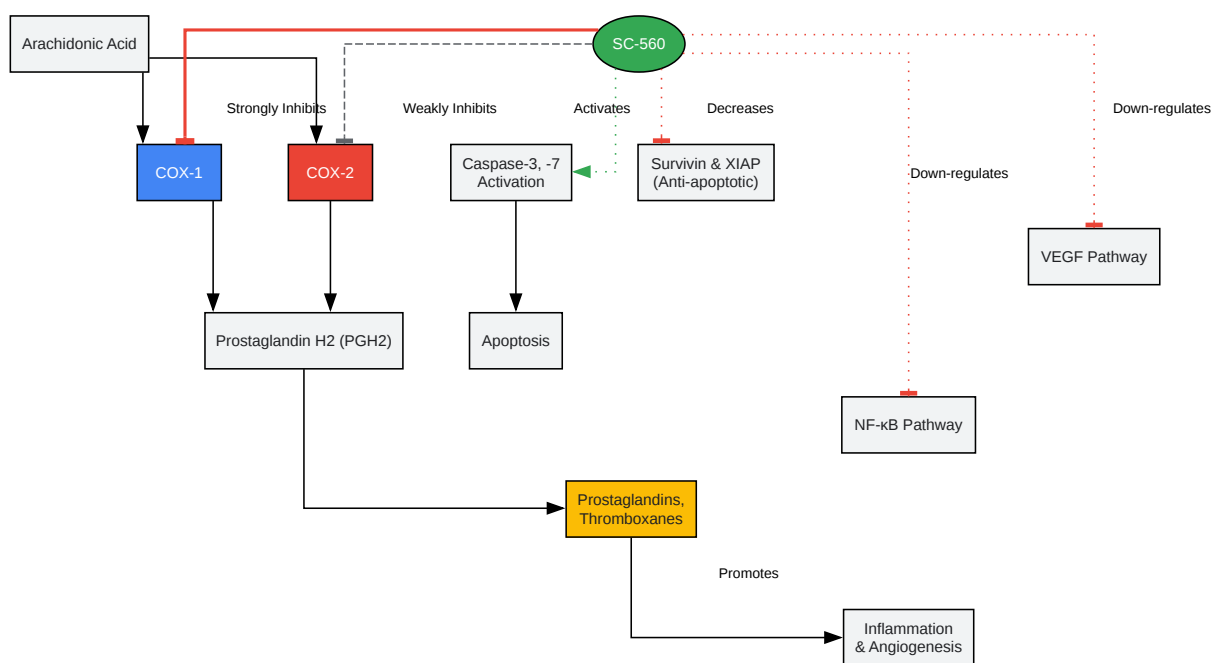 Arachidonic Acid
SC-560
Strongly Inhibits
Weakly Inhibits
Activates
Decreases
Down-regulates
COX-1
COX-2
Caspase-3, -7
Activation
Survivin & XIAP
(Anti-apoptotic)
Down-regulates
VEGF Pathway
Prostaglandin H2 (PGH2)
Apoptosis
NF-κB Pathway
Prostaglandins,
Thromboxanes
Promotes
Inflammation
& Angiogenesis